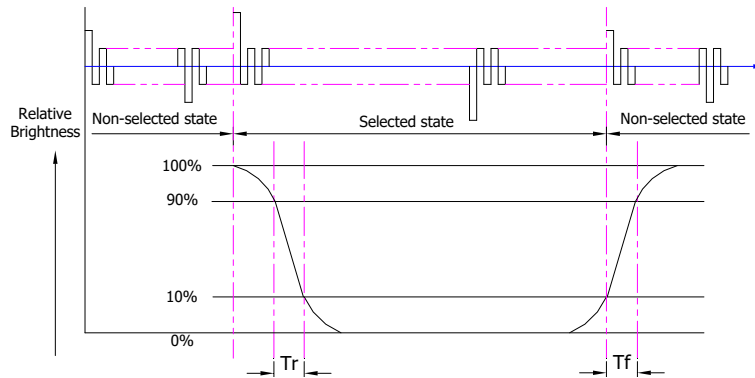 Relative
Brightness
Non-selected state
Selected state
Non-selected state
100%
90%
10%
0%
Tr
Tf